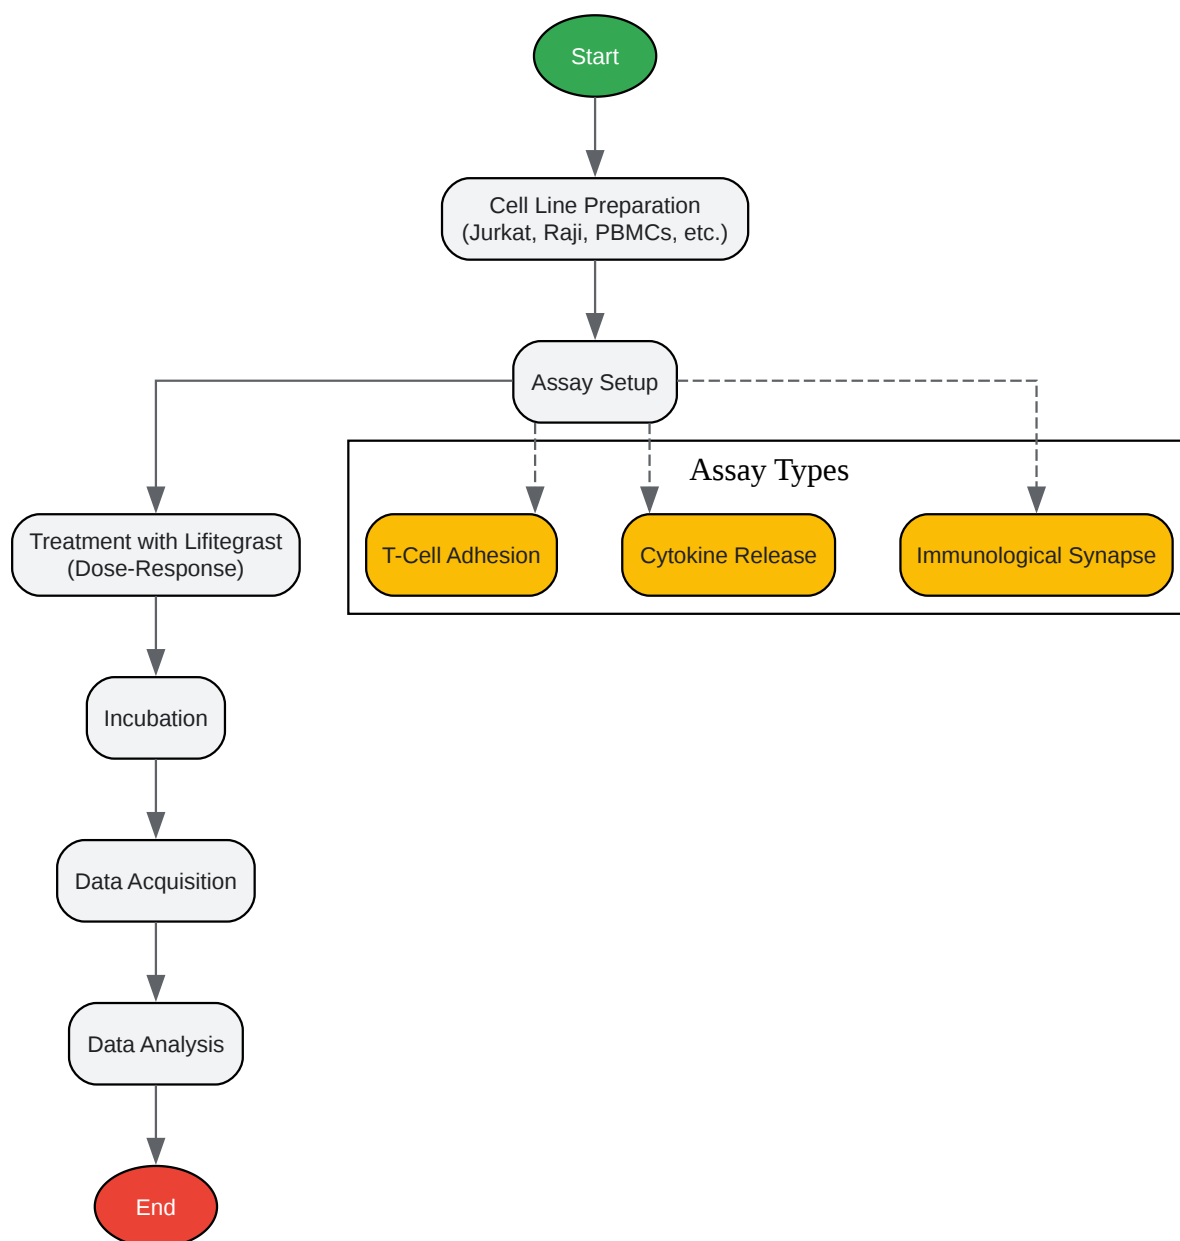 Start
Cell Line Preparation
(Jurkat, Raji, PBMCs, etc.)
Assay Setup
Assay Types
Treatment with Lifitegrast
(Dose-Response)
T-Cell Adhesion
Cytokine Release
Immunological Synapse
Incubation
Data Acquisition
Data Analysis
End